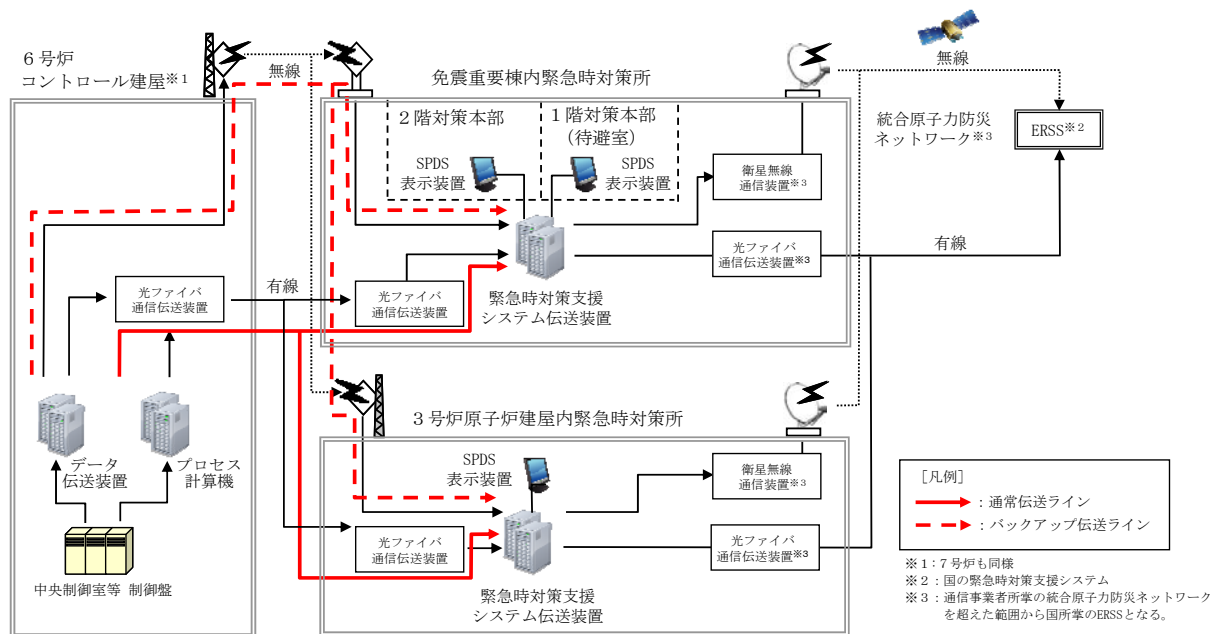 6号炉
コントロール建屋※1
無線
免震重要棟内緊急時対策所
無線
2階対策本部
1階対策本部
(待避室)
SPDS
表示装置
SPDS
表示装置
衛星無線
通信装置※3
統合原子力防災
ネットワーク※3
ERSS※2
光ファイバ
通信伝送装置
有線
光ファイバ
通信伝送装置
緊急時対策支援
システム伝送装置
光ファイバ
通信伝送装置※3
有線
データ
伝送装置
プロセス
計算機
中央制御室等 制御盤
3号炉原子炉建屋内緊急時対策所
SPDS
表示装置
衛星無線
通信装置※3
光ファイバ
通信伝送装置
緊急時対策支援
システム伝送装置
光ファイバ
通信伝送装置※3
[凡例]
:通常伝送ライン
:バックアップ伝送ライン
※1:7号炉も同様
※2:国の緊急時対策支援システム
※3:通信事業者所掌の統合原子力防災ネットワーク
を超えた範囲から国所掌のERSSとなる。